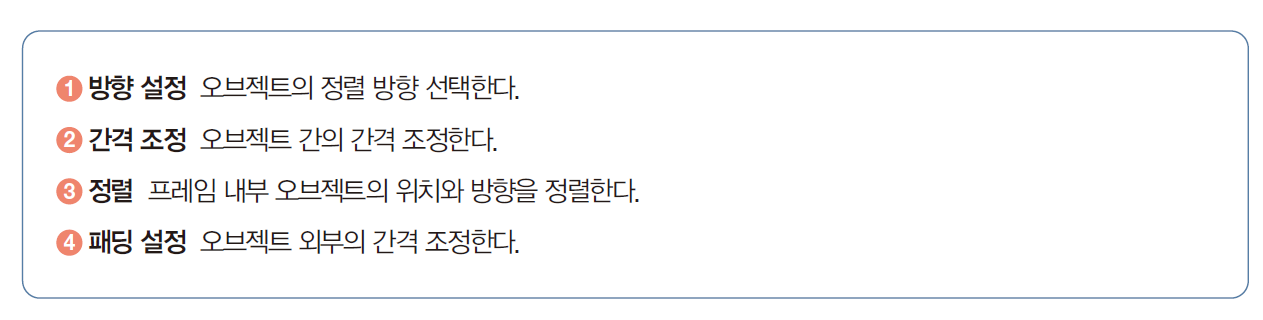 1 방향 설정 오브젝트의 정렬 방향 선택한다.
2 간격 조정 오브젝트 간의 간격 조정한다.
3 정렬 프레임 내부 오브젝트의 위치와 방향을 정렬한다.
4 패딩 설정 오브젝트 외부의 간격 조정한다.